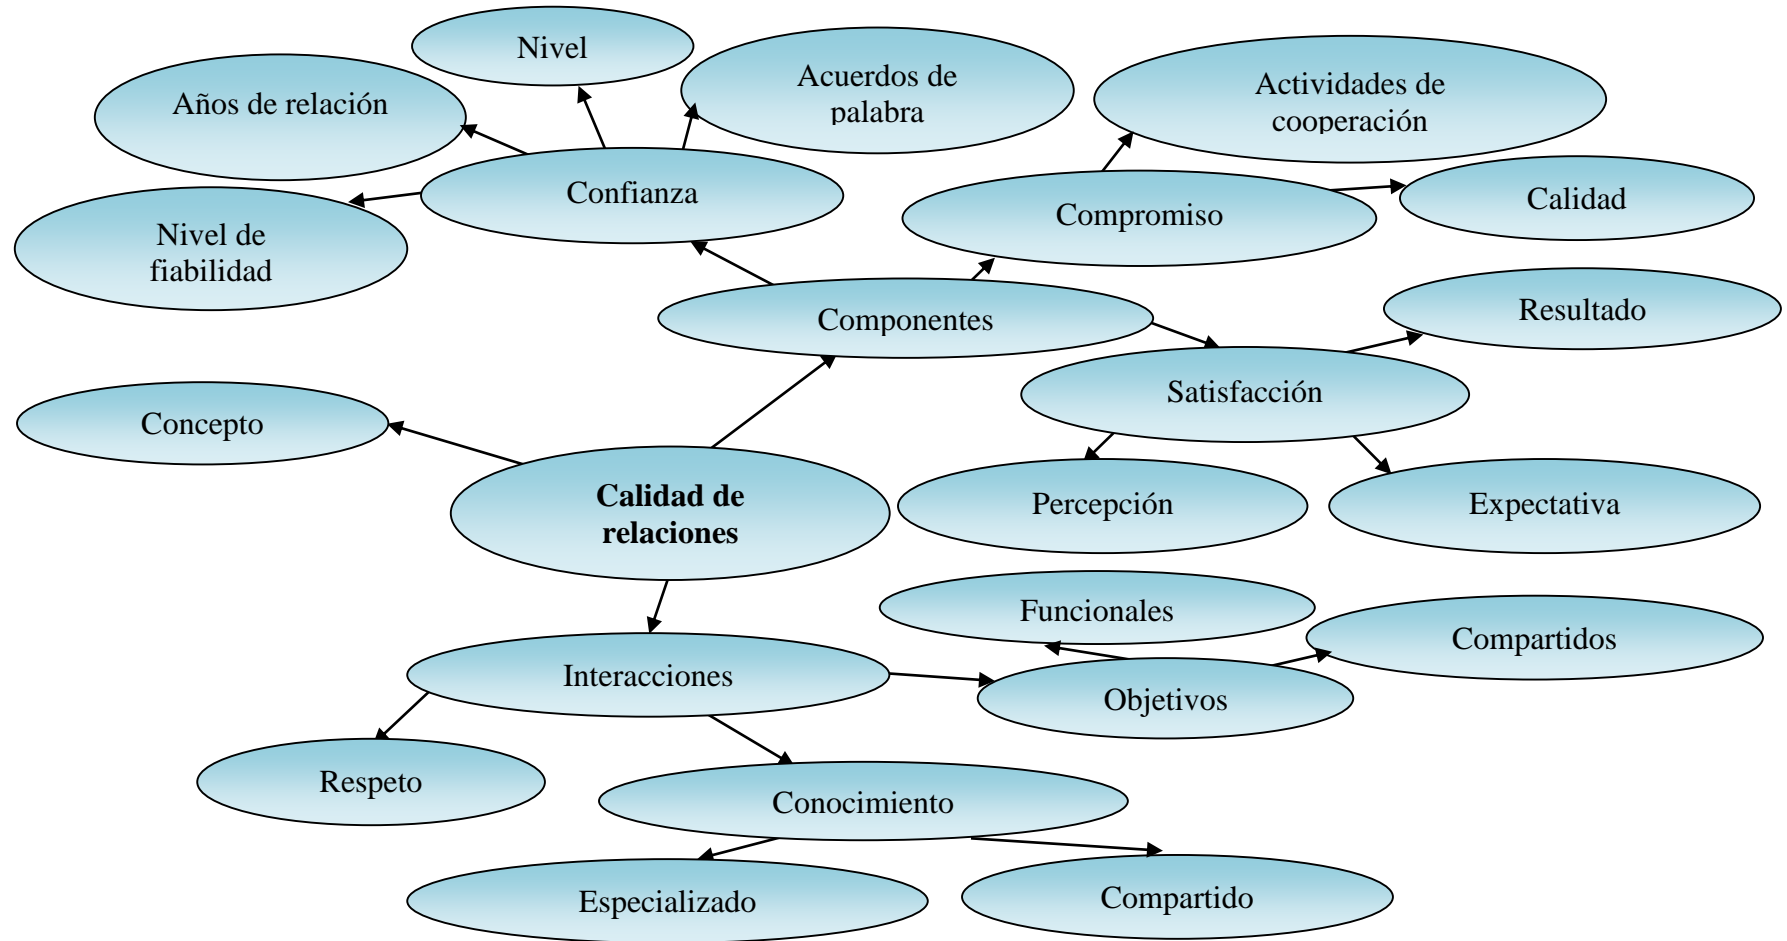 Nivel
Acuerdos de
palabra
Actividades de
cooperación
Años de relación
Confianza
Calidad
Compromiso
Nivel de
fiabilidad
Componentes
Resultado
Satisfacción
Concepto
Calidad de
relaciones
Percepción
Expectativa
Funcionales
Compartidos
Interacciones
Objetivos
Respeto
Conocimiento
Especializado
Compartido